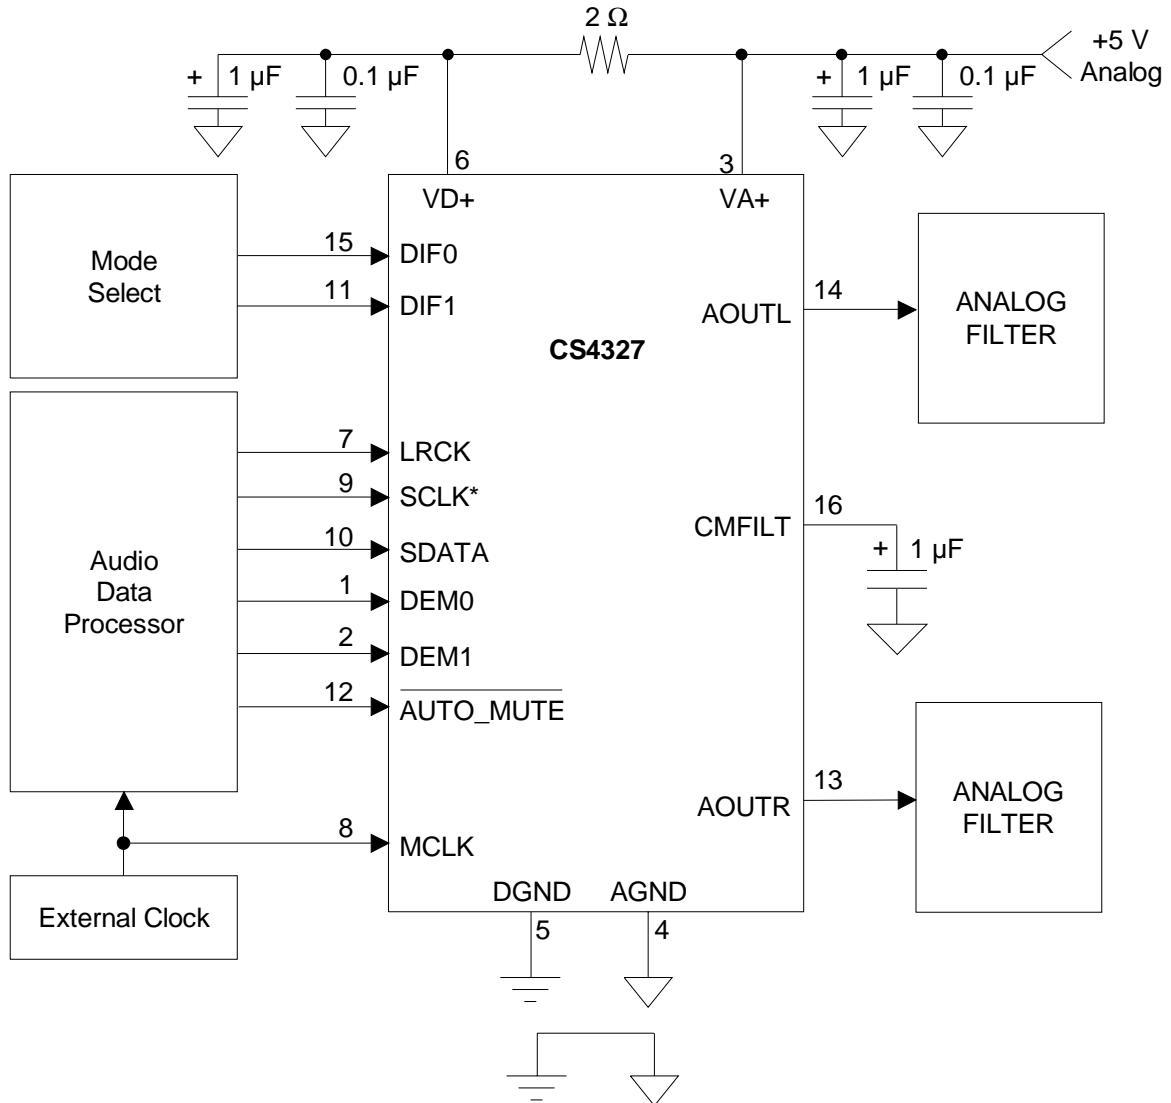 2 Ω
+5 V
Analog
+ 1 µF
0.1 µF
+ 1 µF
0.1 µF
6
3
VD+
VA+
Mode
Select
15
DIF0
11
DIF1
CS4327
AOUTL
14
ANALOG
FILTER
Audio
Data
Processor
7
LRCK
9
SCLK*
10
SDATA
1
DEM0
2
DEM1
12
AUTO_MUTE
CMFILT
16
+ 1 µF
AOUTR
13
ANALOG
FILTER
8
MCLK
External Clock
DGND
AGND
5
4